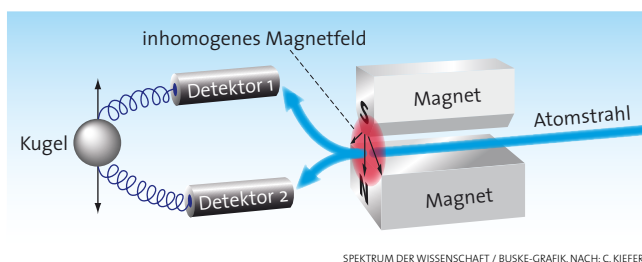 inhomogenes Magnetfeld
Detektor 1
S
Magnet
Atomstrahl
Kugel
N
Magnet
Detektor 2
SPEKTRUM DER WISSENSCHAFT / BUSKE-GRAFIK, NACH: C. KIEFER